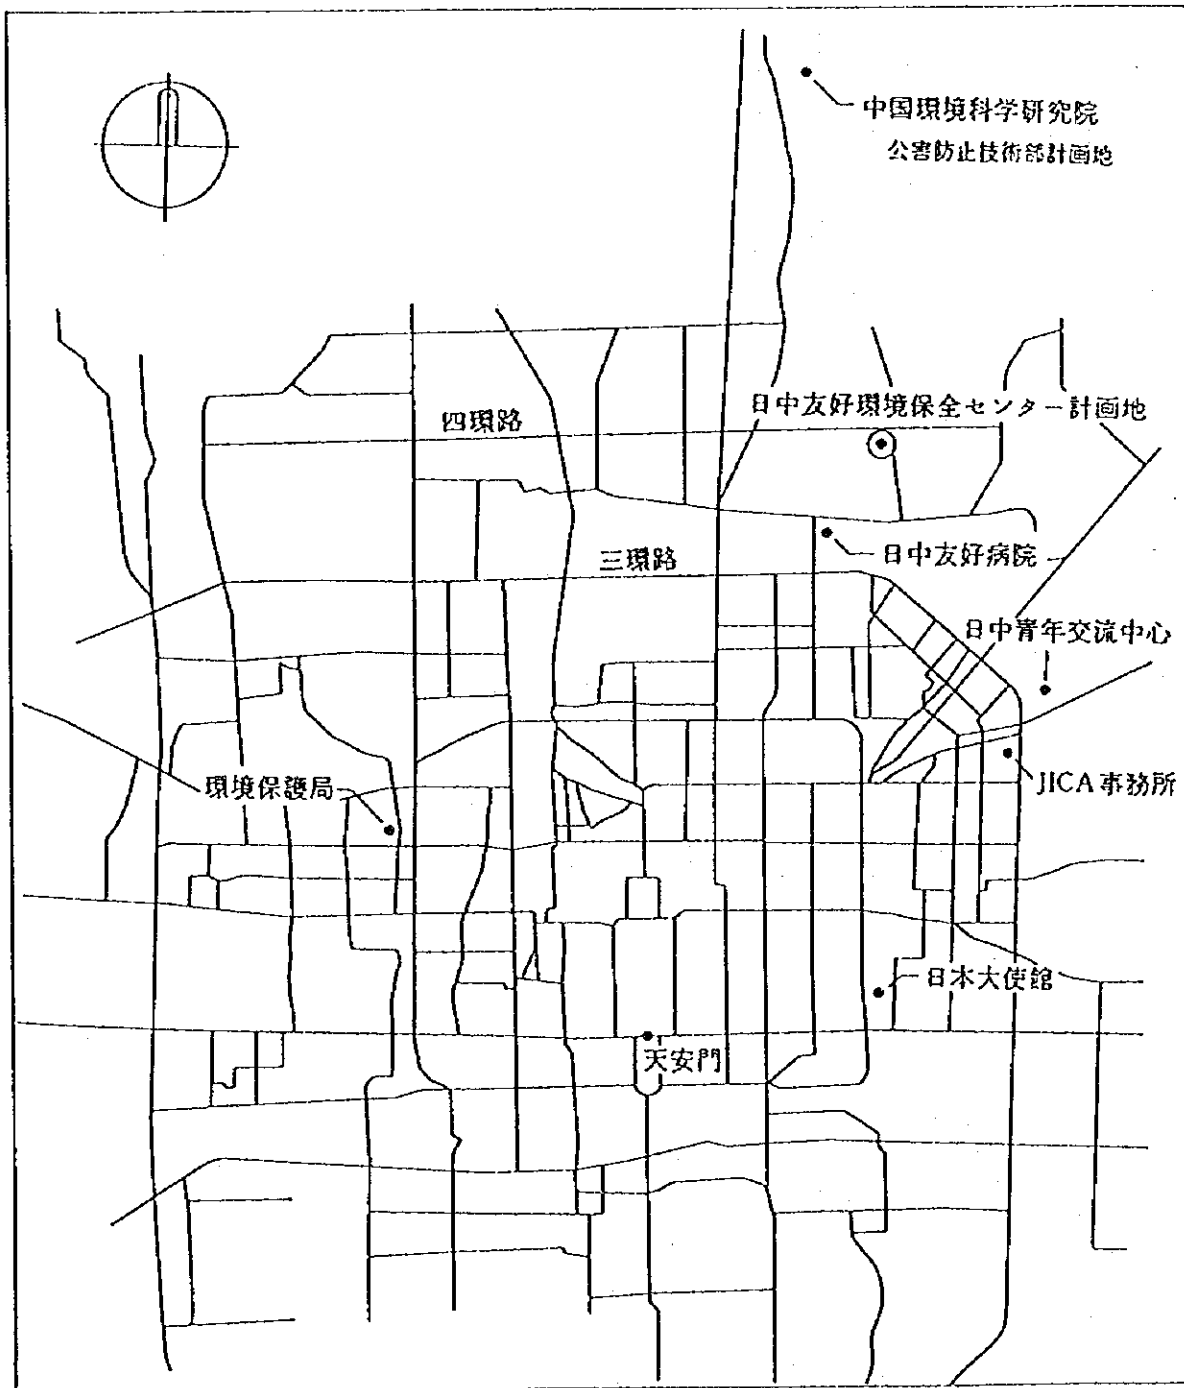 中国環境科学研究院
公害防止技術部計画地
日中友好環境保全センター計画地
四環路
日中友好病院
三環路
日中青年交流中心
環境保護局
JICA事務所
日本大使館
天安門